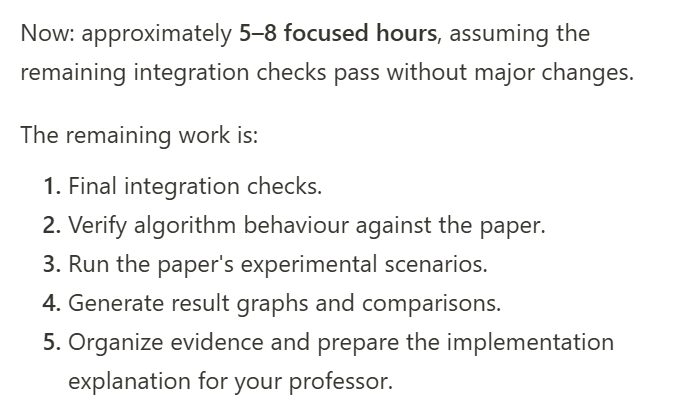 Now: approximately 5–8 focused hours, assuming the
remaining integration checks pass without major changes.
The remaining work is:
1. Final integration checks.
2. Verify algorithm behaviour against the paper.
3. Run the paper's experimental scenarios.
4. Generate result graphs and comparisons.
5. Organize evidence and prepare the implementation
explanation for your professor.